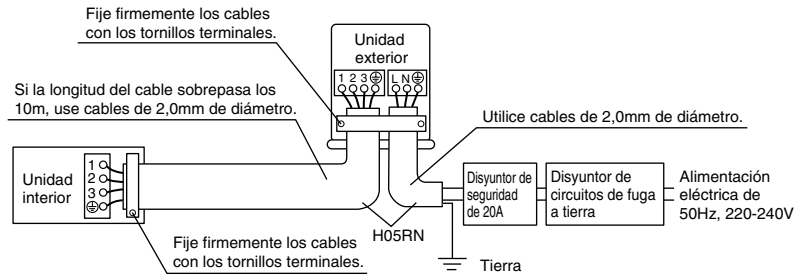 Fije firmemente los cables
con los tornillos terminales.
Unidad
exterior
1 2 3
L N
Si la longitud del cable sobrepasa los
10m, use cables de 2,0mm de diámetro.
Utilice cables de 2,0mm de diámetro.
Unidad
interior
1
2
3
Disyuntor de
seguridad
de 20A
Disyuntor de
circuitos de fuga
a tierra
Alimentación
eléctrica de
50Hz, 220-240V
H05RN
Fije firmemente los cables
con los tornillos terminales.
Tierra